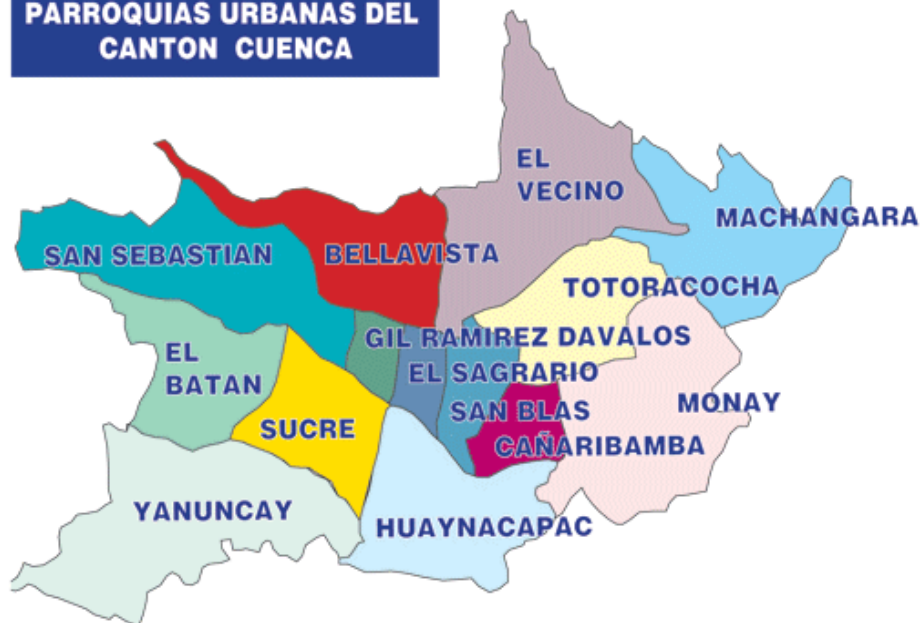 PARROQUIAS URBANAS DEL
CANTON CUENCA
EL
VECINO
MACHANGARA
SAN SEBASTIAN
BELLAVISTA
TOTORACOCHA
GIL RAMIREZ DAVALOS
EL
BATAN
EL SAGRARIO
SAN BLAS
MONAY
SUCRE
CAÑARIBAMBA
YANUNCAY
HUAYNACAPAC